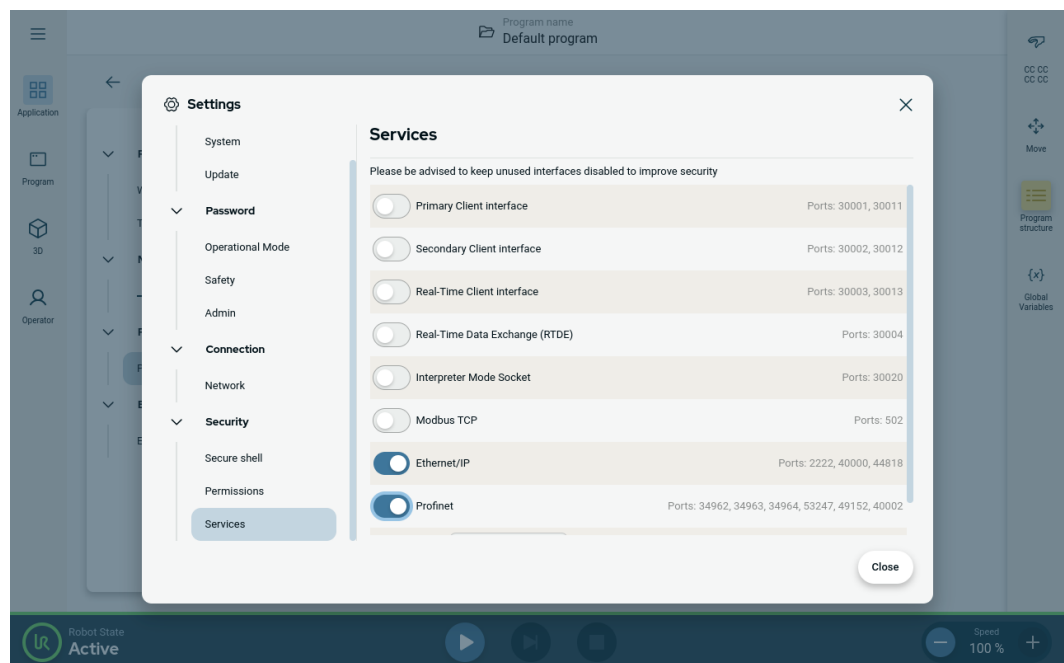 Program name
Default program
Application
Program
3D
Operator
Settings
System
Update
Password
Operational Mode
Safety
Admin
Connection
Network
Security
Secure shell
Permissions
Services
Services
Please be advised to keep unused interfaces disabled to improve security
Primary Client interface Ports: 30001, 30011
Secondary Client interface Ports: 30002, 30012
Real-Time Client interface Ports: 30003, 30013
Real-Time Data Exchange (RTDE) Ports: 30004
Interpreter Mode Socket Ports: 30020
Modbus TCP Ports: 502
Ethernet/IP Ports: 2222, 40000, 44818
Profinet Ports: 34962, 34963, 34964, 53247, 49152, 40002
Close
CC CC
CC CC
Move
Program
structure
{x}
Global
Variables
UR
Robot State
Active
Speed
100 %